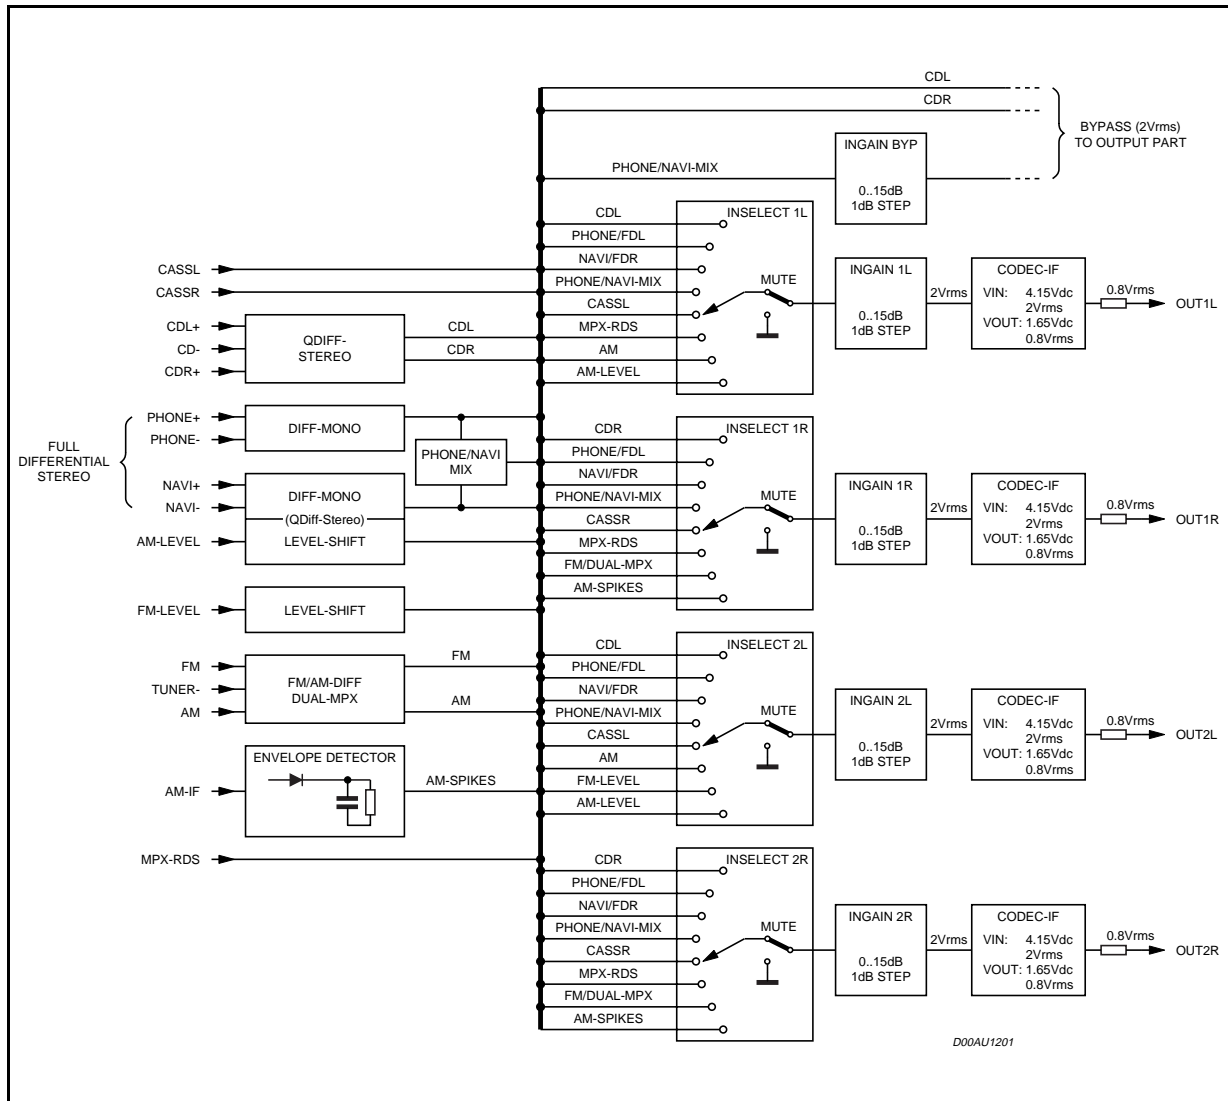 CDL
CDR
BYPASS (2Vrms)
TO OUTPUT PART
INGAIN BYP
0..15dB
1dB STEP
PHONE/NAVI-MIX
CASSL
CASSR
CDL+
CD-
CDR+
QDIFF-
STEREO
CDL
CDR
FULL
DIFFERENTIAL
STEREO
PHONE+
PHONE-
DIFF-MONO
PHONE/NAVI
MIX
NAVI+
NAVI-
DIFF-MONO
(QDiff-Stereo)
AM-LEVEL
LEVEL-SHIFT
FM-LEVEL
LEVEL-SHIFT
FM
TUNER-
AM
FM/AM-DIFF
DUAL-MPX
FM
AM
ENVELOPE DETECTOR
AM-IF
AM-SPIKES
MPX-RDS
INSELECT 1L
CDL
PHONE/FDL
NAVI/FDR
PHONE/NAVI-MIX
CASSL
MPX-RDS
AM
AM-LEVEL
MUTE
INGAIN 1L
0..15dB
1dB STEP
2Vrms
CODEC-IF
VIN: 4.15Vdc
2Vrms
VOUT: 1.65Vdc
0.8Vrms
0.8Vrms
OUT1L
INSELECT 1R
CDR
PHONE/FDL
NAVI/FDR
PHONE/NAVI-MIX
CASSR
MPX-RDS
FM/DUAL-MPX
AM-SPIKES
MUTE
INGAIN 1R
0..15dB
1dB STEP
2Vrms
CODEC-IF
VIN: 4.15Vdc
2Vrms
VOUT: 1.65Vdc
0.8Vrms
0.8Vrms
OUT1R
INSELECT 2L
CDL
PHONE/FDL
NAVI/FDR
PHONE/NAVI-MIX
CASSL
AM
FM-LEVEL
AM-LEVEL
MUTE
INGAIN 2L
0..15dB
1dB STEP
2Vrms
CODEC-IF
VIN: 4.15Vdc
2Vrms
VOUT: 1.65Vdc
0.8Vrms
0.8Vrms
OUT2L
INSELECT 2R
CDR
PHONE/FDL
NAVI/FDR
PHONE/NAVI-MIX
CASSR
MPX-RDS
FM/DUAL-MPX
AM-SPIKES
MUTE
INGAIN 2R
0..15dB
1dB STEP
2Vrms
CODEC-IF
VIN: 4.15Vdc
2Vrms
VOUT: 1.65Vdc
0.8Vrms
0.8Vrms
OUT2R
D00AU1201